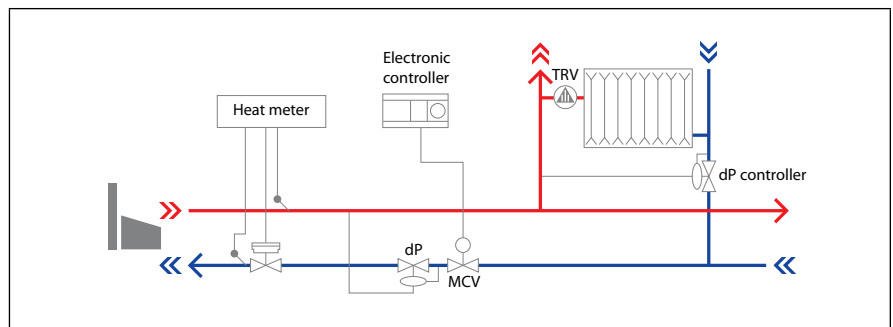 Electronic
controller
TRV
Heat meter
dP controller
dP
MCV